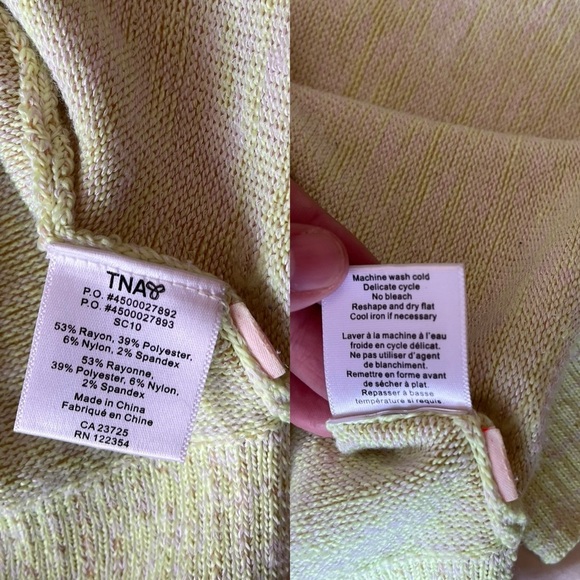 TNA
P.O. #4500027892
P.O. #4500027893
SC10
53% Rayon, 39% Polyester.
6% Nylon, 2% Spandex
53% Rayonne,
39% Polyester, 6% Nylon,
2% Spandex
Made in China
Fabriqué en Chine
CA 23725
RN 122354
Machine wash cold
Delicate cycle
No bleach
Reshape and dry flat
Cool iron if necessary
Laver à la machine à l'eau
froide en cycle délicat.
Ne pas utiliser d'agent
de blanchiment.
Remettre en forme avant
de sécher à plat.
Repasser à basse
température si requis